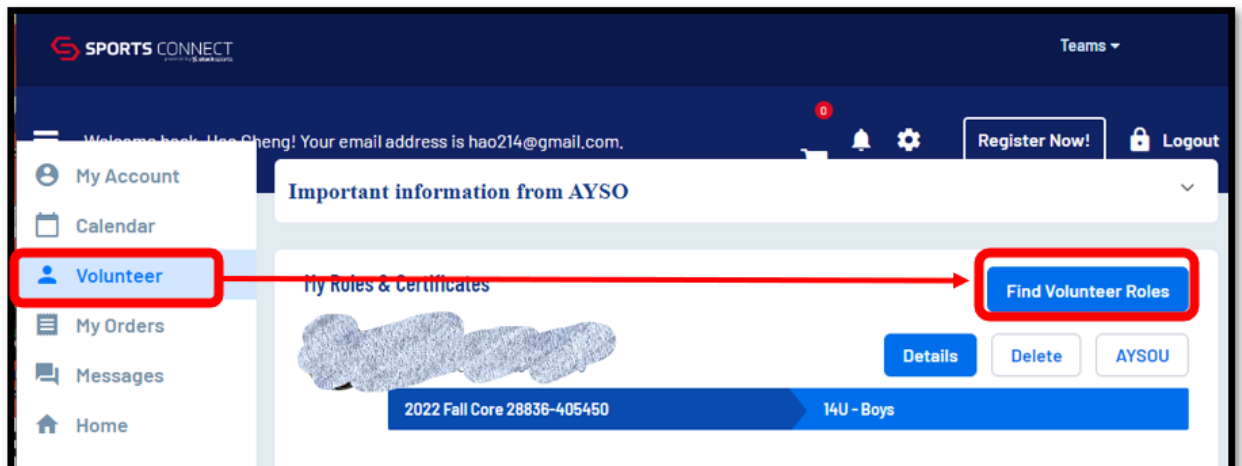 SPORTS CONNECT
Teams
0
Welcome back, Hao Cheng! Your email address is hao214@gmail.com.
Register Now!
Logout
My Account
Important information from AYSO
Calendar
Volunteer
My Roles & Certificates
Find Volunteer Roles
My Orders
Details
Delete
AYSOU
Messages
2022 Fall Core 28836-405450
14U - Boys
Home